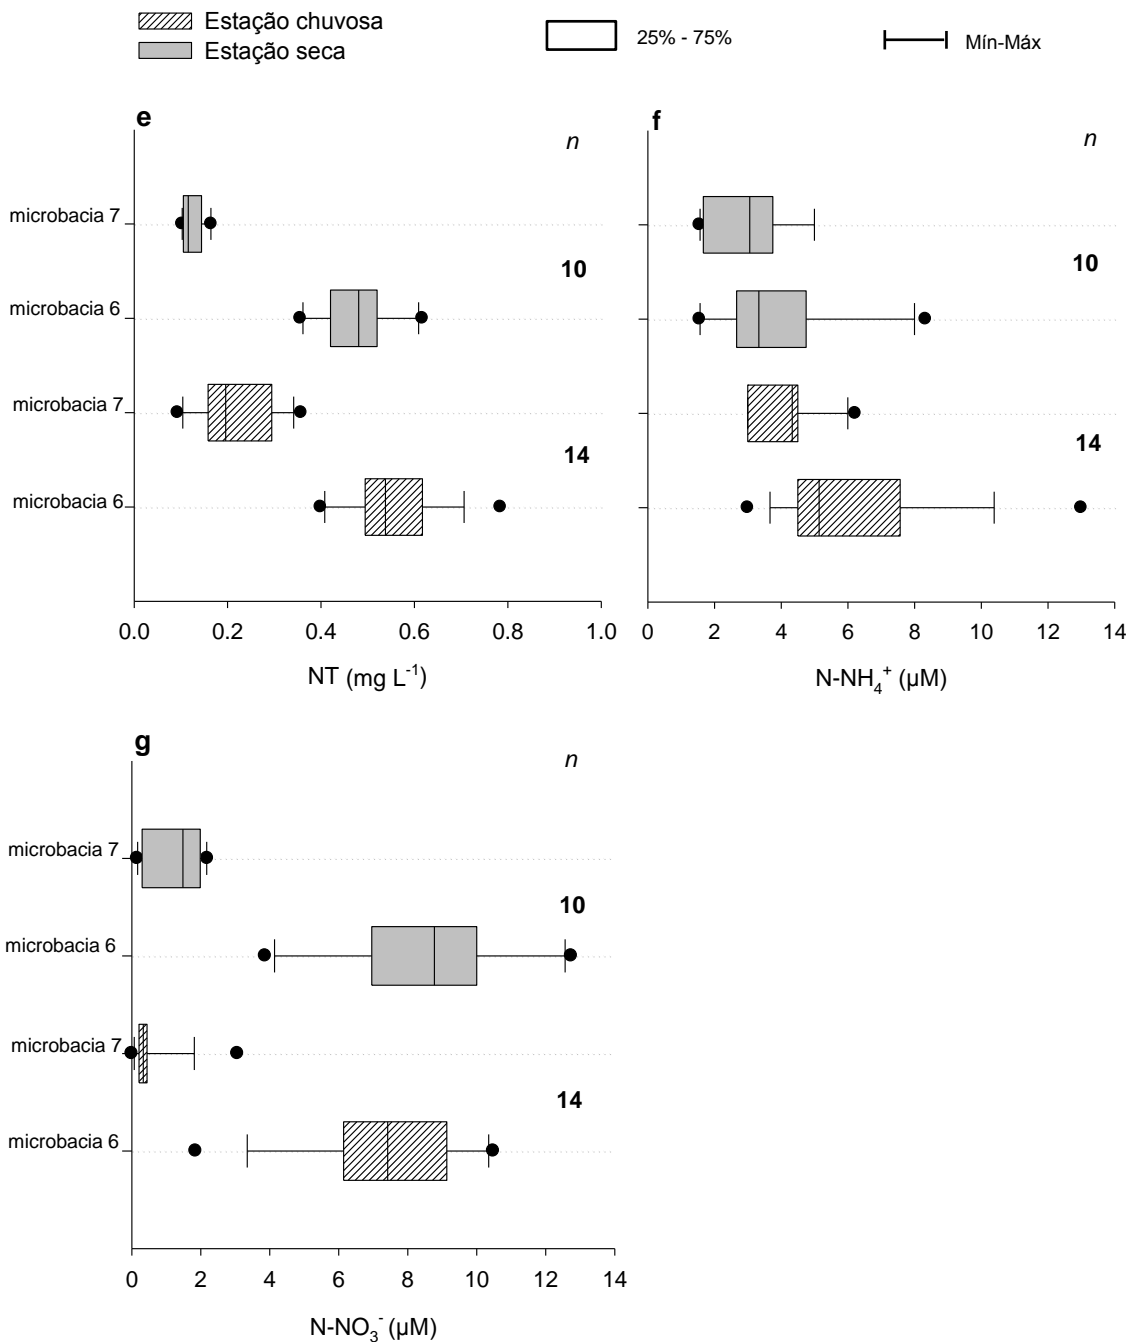 Estação chuvosa
Estação seca
25% - 75%
Mín-Máx
e
n
microbacia 7
10
microbacia 6
microbacia 7
14
microbacia 6
0.0 0.2 0.4 0.6 0.8 1.0
NT (mg L⁻¹)
f
n
10
14
0 2 4 6 8 10 12 14
N-NH₄⁺ (µM)
g
n
microbacia 7
10
microbacia 6
microbacia 7
14
microbacia 6
0 2 4 6 8 10 12 14
N-NO₃⁻ (µM)